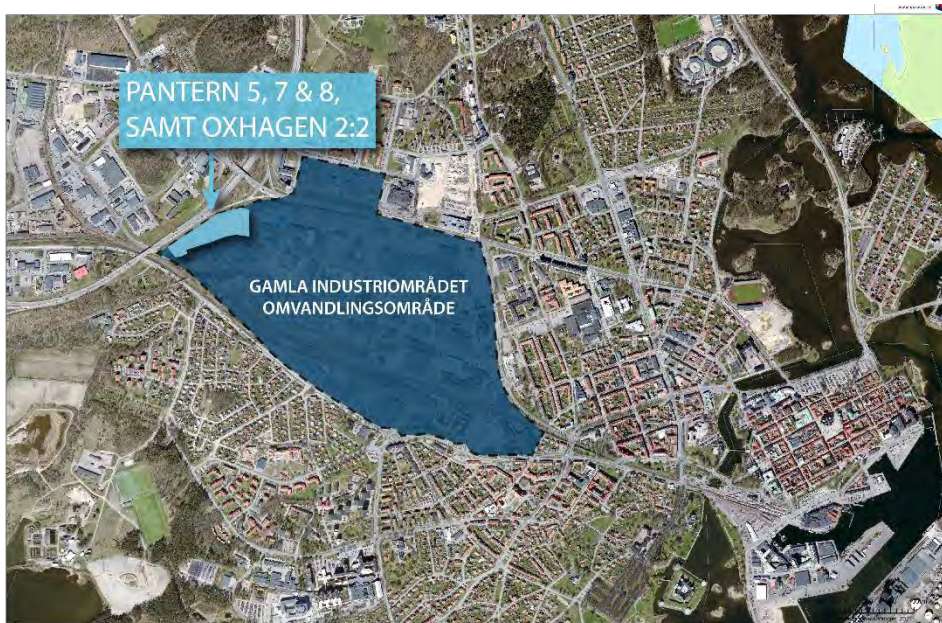 PANTERN 5, 7 & 8,
SAMT OXHAGEN 2:2
GAMLA INDUSTRIOMRÅDET
OMVANDLINGSOMRÅDE